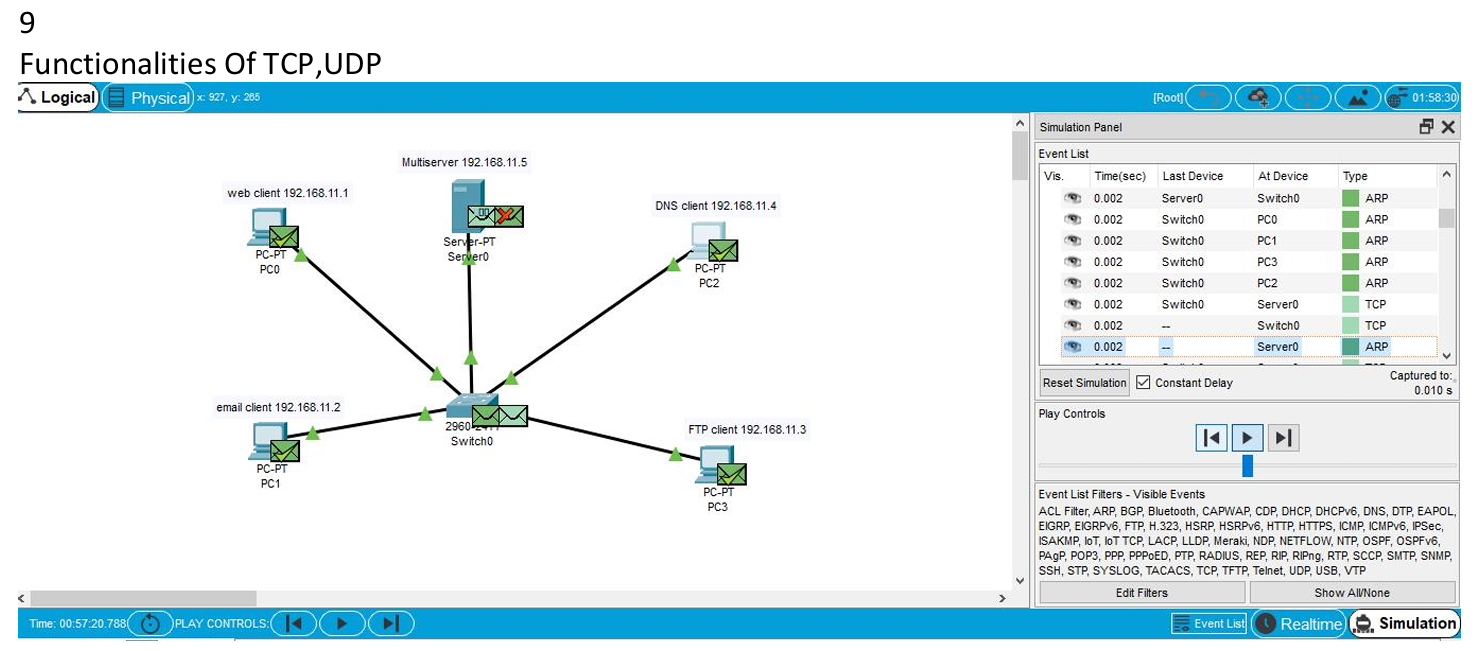 9
Functionalities Of TCP,UDP
Logical Physical x: 927, y: 265 [Root] 01:58:30
Simulation Panel
Event List
Vis. Time(sec) Last Device At Device Type
0.002 Server0 Switch0 ARP
0.002 Switch0 PC0 ARP
0.002 Switch0 PC1 ARP
0.002 Switch0 PC3 ARP
0.002 Switch0 PC2 ARP
0.002 Switch0 Server0 TCP
0.002 -- Switch0 TCP
0.002 -- Server0 ARP
Reset Simulation Constant Delay
Captured to:
0.010 s
Play Controls
Event List Filters - Visible Events
ACL Filter, ARP, BGP, Bluetooth, CAPWAP, CDP, DHCP, DHCPv6, DNS, DTP, EAPOL,
EIGRP, EIGRPv6, FTP, H.323, HSRP, HSRPv6, HTTP, HTTPS, ICMP, ICMPv6, IPSec,
ISAKMP, IoT, IoT TCP, LACP, LLDP, Meraki, NDP, NETFLOW, NTP, OSPF, OSPFv6,
PAgP, POP3, PPP, PPPoED, PTP, RADIUS, REP, RIP, RIPng, RTP, SCCP, SMTP, SNMP,
SSH, STP, SYSLOG, TACACS, TCP, TFTP, Telnet, UDP, USB, VTP
Edit Filters Show All/None
Multiserver 192.168.11.5
Server-PT
Server0
web client 192.168.11.1
PC-PT
PC0
DNS client 192.168.11.4
PC-PT
PC2
email client 192.168.11.2
PC-PT
PC1
Switch0
FTP client 192.168.11.3
PC-PT
PC3
Time: 00:57:20.788 PLAY CONTROLS: Event List Realtime Simulation